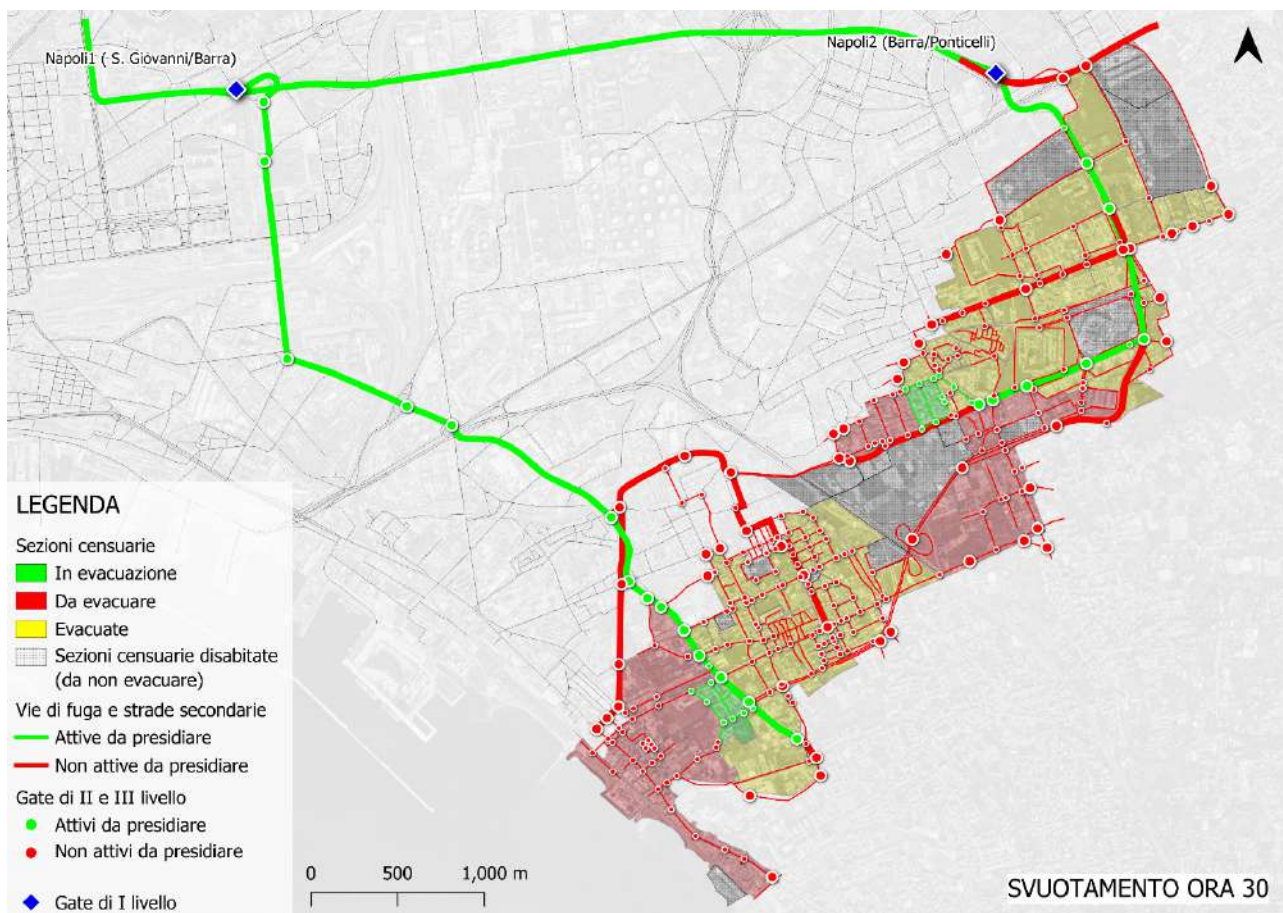 Napoli1 ( S. Giovanni/Barra)
Napoli2 (Barra/Ponticelli)
LEGENDA
Sezioni censuarie
In evacuazione
Da evacuare
Evacuate
Sezioni censuarie disabitate
(da non evacuare)
Vie di fuga e strade secondarie
Attive da presidiare
Non attive da presidiare
Gate di II e III livello
Attivi da presidiare
Non attivi da presidiare
Gate di I livello
0 500 1,000 m
SVUOTAMENTO ORA 30